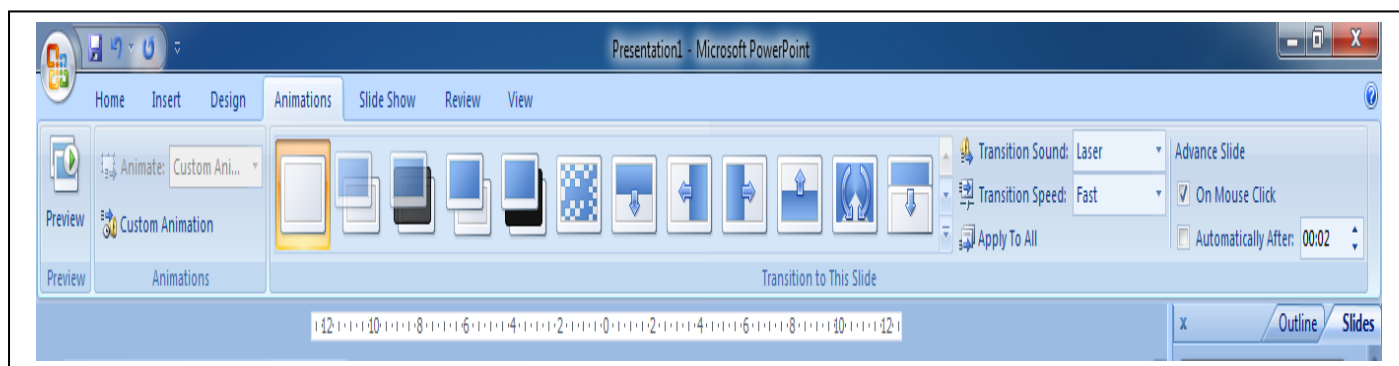 Presentation1 - Microsoft PowerPoint
Home Insert Design Animations Slide Show Review View
Animate: Custom Ani...
Transition Sound: Laser
Advance Slide
Transition Speed: Fast
On Mouse Click
Preview
Custom Animation
Apply To All
Automatically After: 00:02
Preview Animations Transition to This Slide
12 10 8 6 4 2 0 2 4 6 8 10 12
x Outline Slides